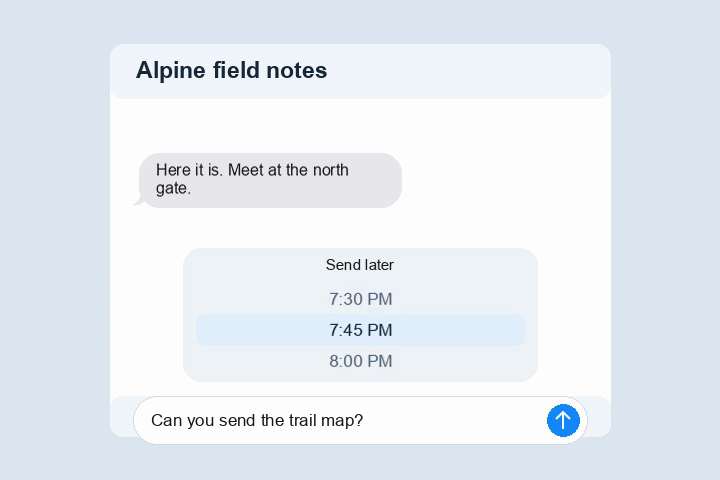 Alpine field notes
Here it is. Meet at the north
gate.
Send later
7:30 PM
7:45 PM
8:00 PM
Can you send the trail map?